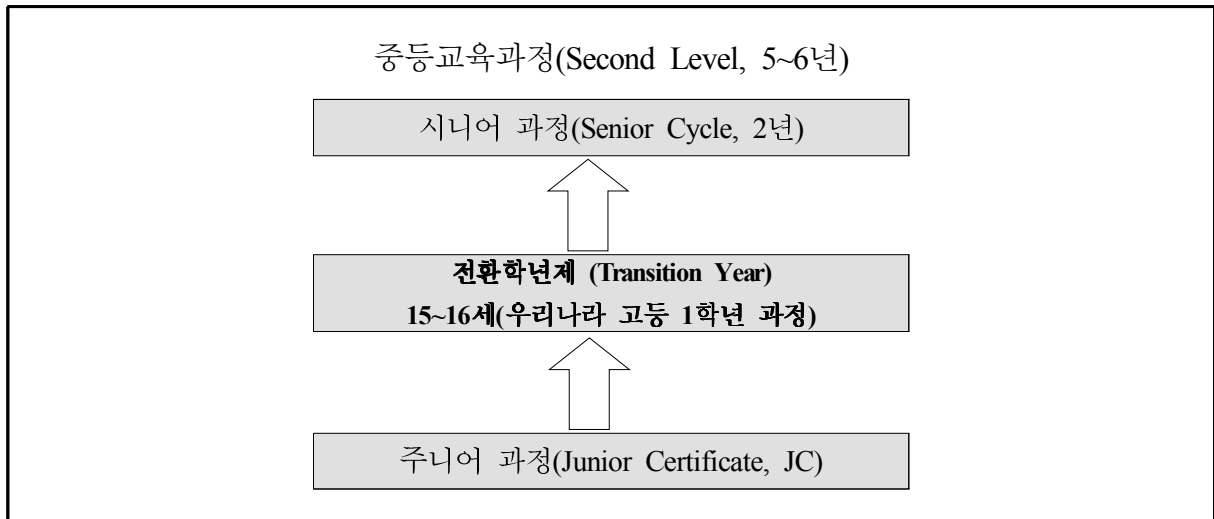 중등교육과정(Second Level, 5~6년)
시니어 과정(Senior Cycle, 2년)
전환학년제 (Transition Year)
15~16세(우리나라 고등 1학년 과정)
주니어 과정(Junior Certificate, JC)